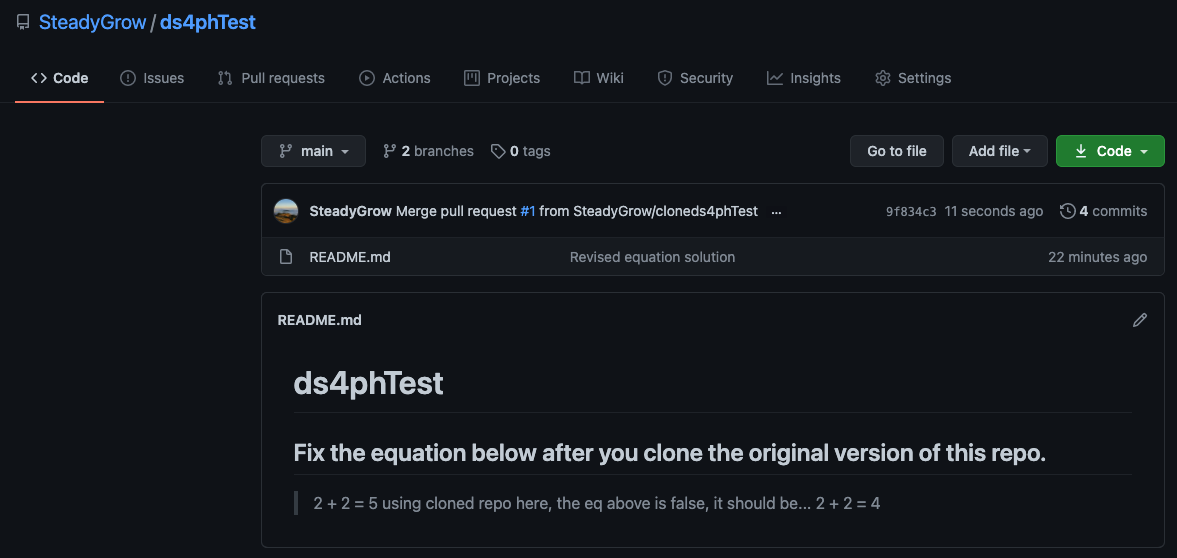 SteadyGrow / ds4phTest
Code Issues Pull requests Actions Projects Wiki Security Insights Settings
main 2 branches 0 tags Go to file Add file Code
SteadyGrow Merge pull request #1 from SteadyGrow/cloneds4phTest ... 9f834c3 11 seconds ago 4 commits
README.md Revised equation solution 22 minutes ago
README.md
ds4phTest
Fix the equation below after you clone the original version of this repo.
2 + 2 = 5 using cloned repo here, the eq above is false, it should be... 2 + 2 = 4